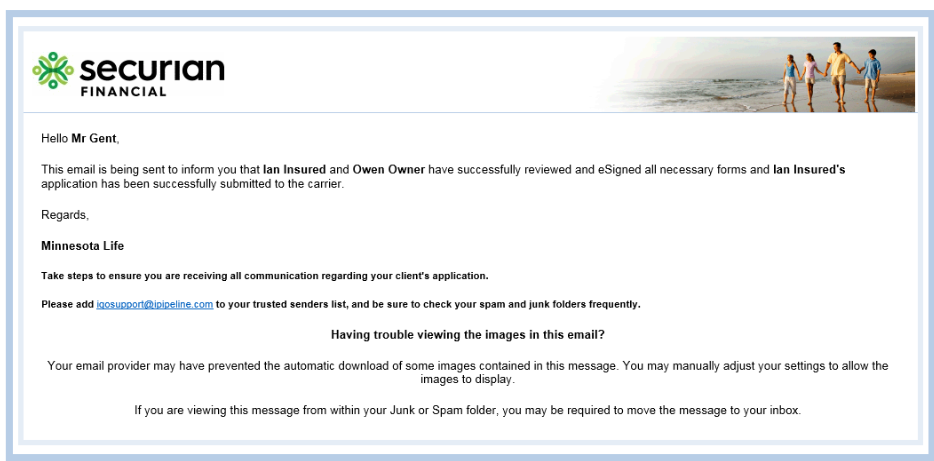 securian
FINANCIAL
Hello Mr Gent,
This email is being sent to inform you that Ian Insured and Owen Owner have successfully reviewed and eSigned all necessary forms and Ian Insured's
application has been successfully submitted to the carrier.
Regards,
Minnesota Life
Take steps to ensure you are receiving all communication regarding your client's application.
Please add igosupport@ipipeline.com to your trusted senders list, and be sure to check your spam and junk folders frequently.
Having trouble viewing the images in this email?
Your email provider may have prevented the automatic download of some images contained in this message. You may manually adjust your settings to allow the
images to display.
If you are viewing this message from within your Junk or Spam folder, you may be required to move the message to your inbox.